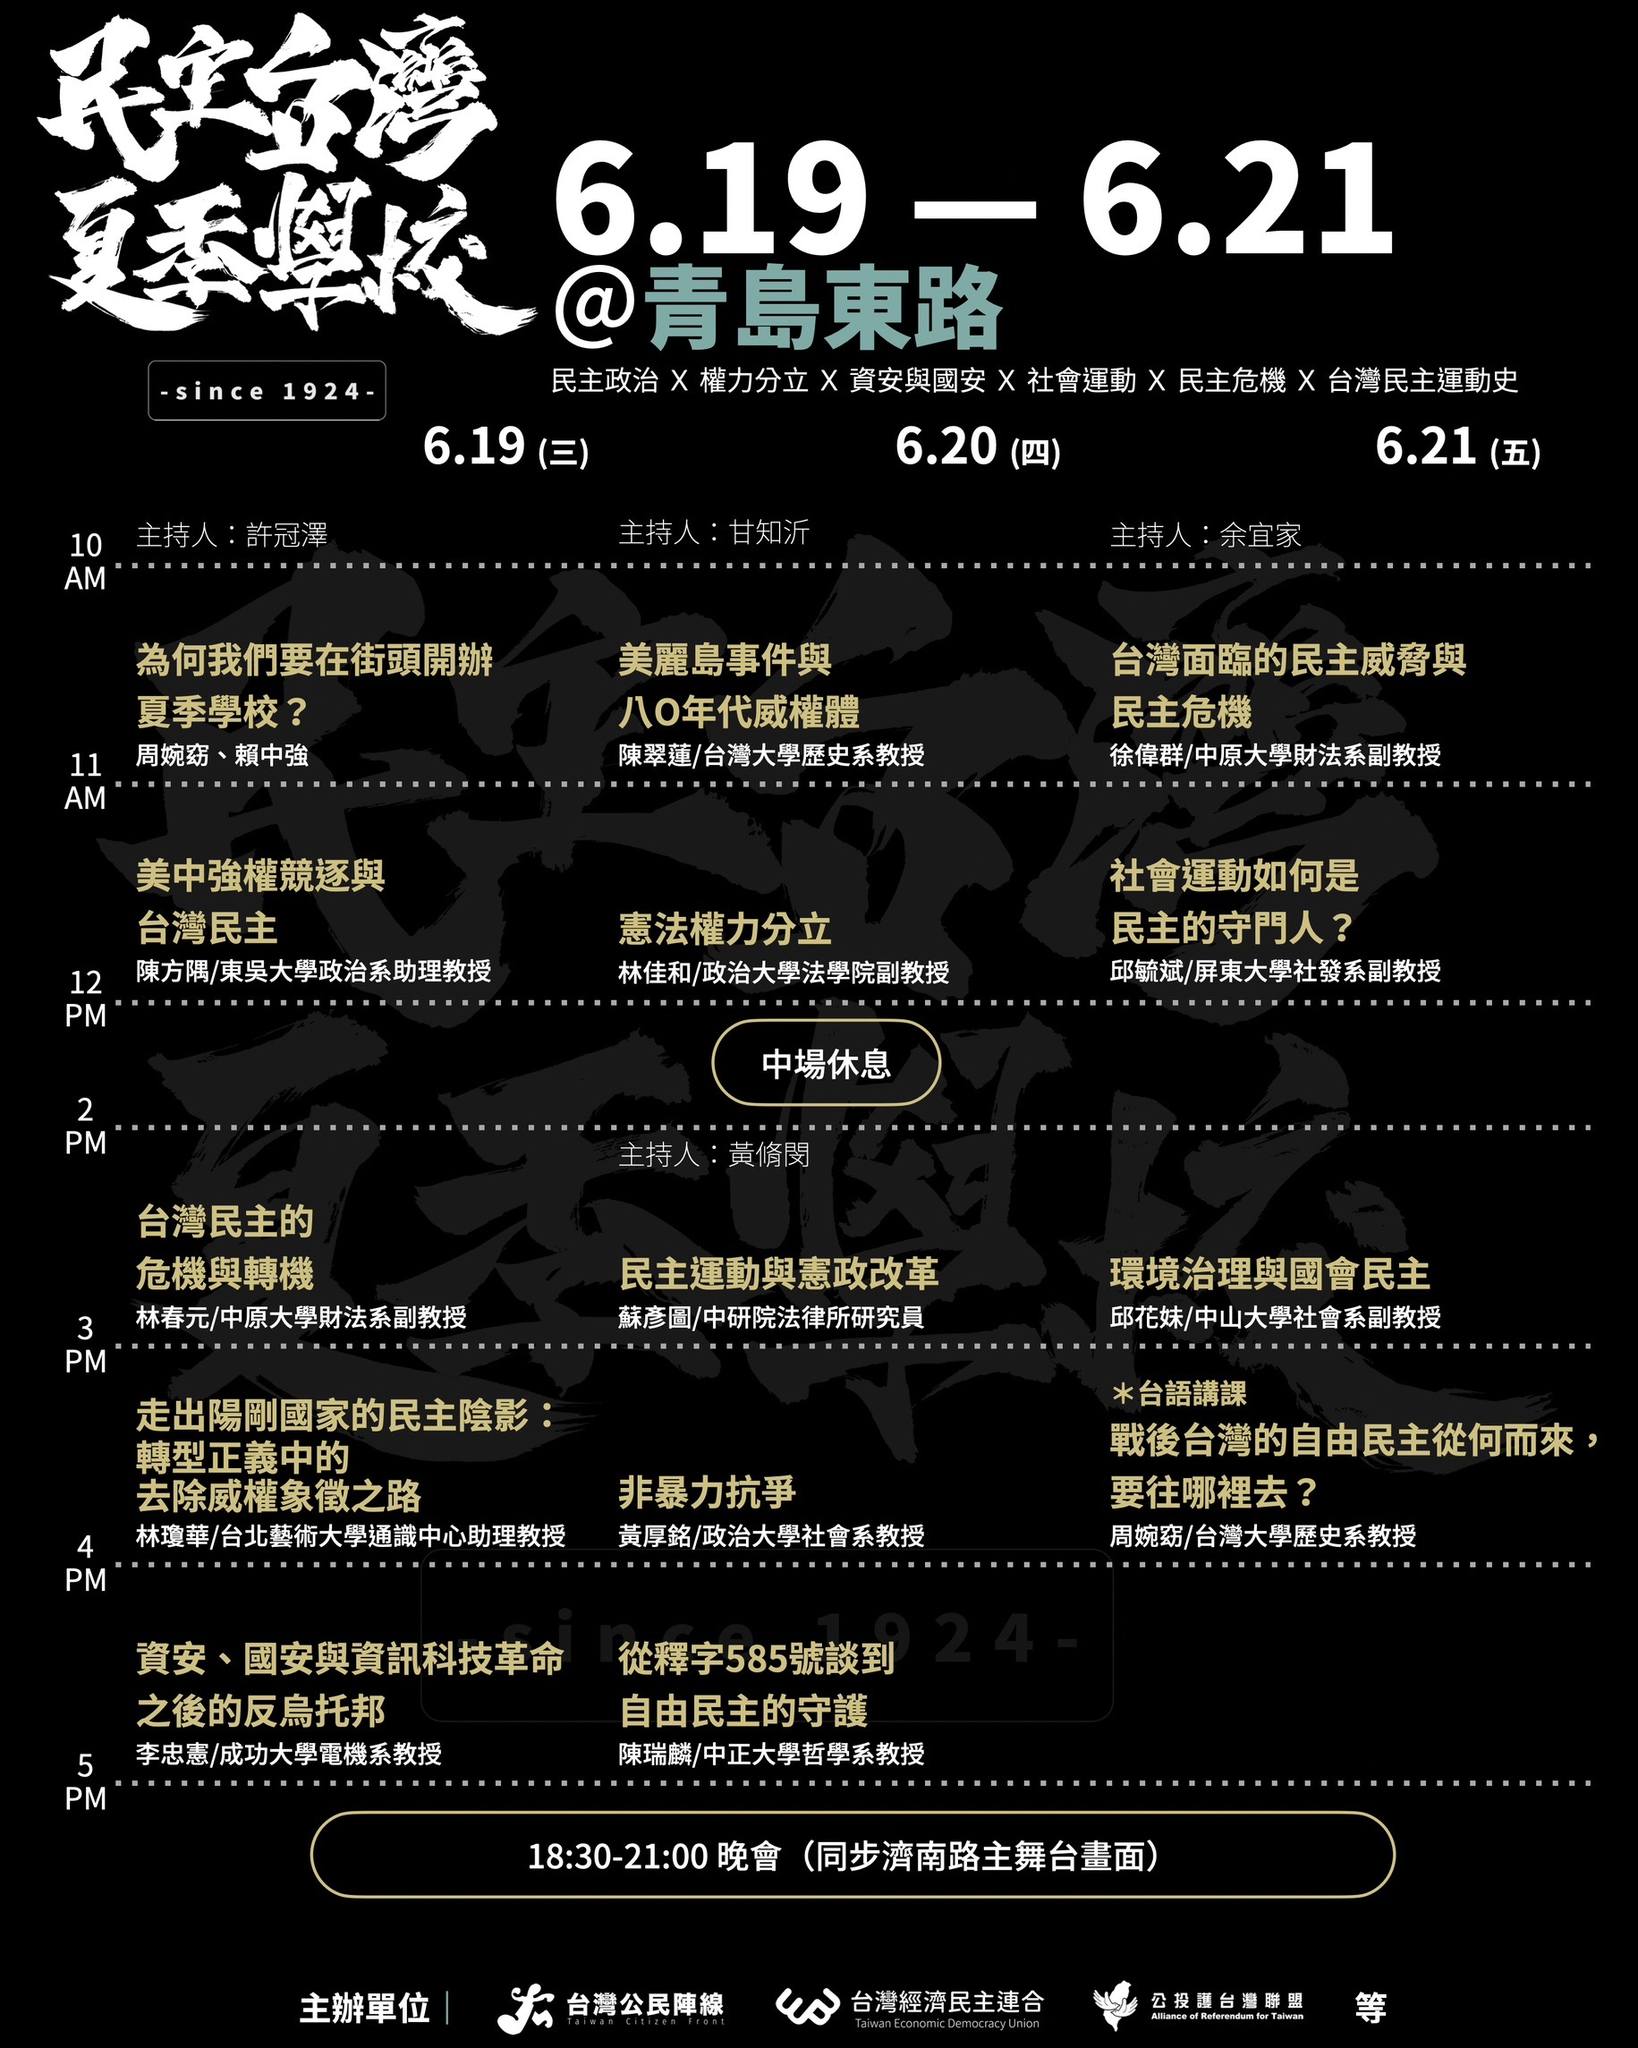 民主台灣
夏季學校
-since 1924-
6.19 — 6.21
@青島東路
民主政治 X 權力分立 X 資安與國安 X 社會運動 X 民主危機 X 台灣民主運動史
6.19 (三)
6.20 (四)
6.21 (五)
10
AM
主持人：許冠澤
主持人：甘知沂
主持人：余宜家
為何我們要在街頭開辦
夏季學校？
周婉窈、賴中強
美麗島事件與
八O年代威權體
陳翠蓮/台灣大學歷史系教授
台灣面臨的民主威脅與
民主危機
徐偉群/中原大學財法系副教授
11
AM
美中強權競逐與
台灣民主
陳方隅/東吳大學政治系助理教授
憲法權力分立
林佳和/政治大學法學院副教授
社會運動如何是
民主的守門人？
邱毓斌/屏東大學社發系副教授
12
PM
中場休息
2
PM
主持人：黃脩閔
台灣民主的
危機與轉機
林春元/中原大學財法系副教授
民主運動與憲政改革
蘇彥圖/中研院法律所研究員
環境治理與國會民主
邱花妹/中山大學社會系副教授
3
PM
走出陽剛國家的民主陰影：
轉型正義中的
去除威權象徵之路
林瓊華/台北藝術大學通識中心助理教授
非暴力抗爭
黃厚銘/政治大學社會系教授
＊台語講課
戰後台灣的自由民主從何而來，
要往哪裡去？
周婉窈/台灣大學歷史系教授
4
PM
資安、國安與資訊科技革命
之後的反烏托邦
李忠憲/成功大學電機系教授
從釋字585號談到
自由民主的守護
陳瑞麟/中正大學哲學系教授
5
PM
18:30-21:00 晚會（同步濟南路主舞台畫面）
主辦單位
台灣公民陣線
Taiwan Citizen Front
台灣經濟民主連合
Taiwan Economic Democracy Union
公投護台灣聯盟
Alliance of Referendum for Taiwan
等